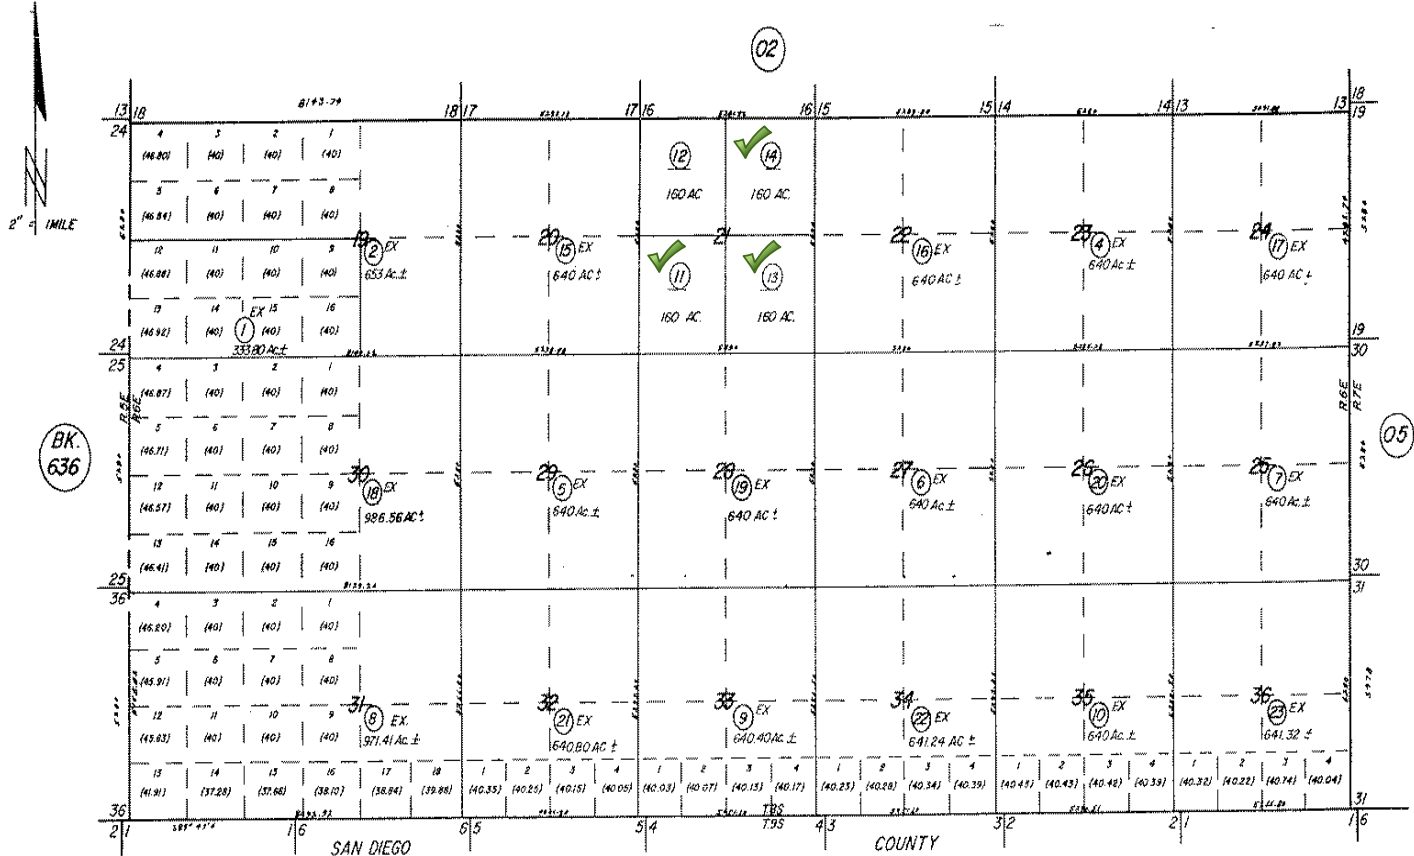 02
13 18
8143.74
18 17
17 16
16 15
15 14
14 13
13 18
24
19
4 3 2 1
(46.80) (40) (40) (40)
12
14
160 AC
160 AC.
5 6 7 8
(46.84) (40) (40) (40)
2" = 1MILE
19 2 EX
653 Ac.±
20 15 EX
640 AC ±
21
22 16 EX
640 AC ±
23 4 EX
640 Ac ±
24 17 EX
640 AC ±
12 11 10 9
(46.88) (40) (40) (40)
11
13
160 AC.
160 AC.
13 14 EX 15 16
(46.92) (40) 1 (40) (40)
333.80 Ac.±
24
25
19
30
4 3 2 1
(46.87) (40) (40) (40)
R.5E
R.6E
R.6E
R.7E
5 6 7 8
(46.71) (40) (40) (40)
BK.
636
05
30 18 EX
986.56 AC ±
29 5 EX
640 Ac.±
28 19 EX
640 AC ±
27 6 EX
640 Ac.±
26 20 EX
640 AC ±
25 7 EX
640 Ac.±
12 11 10 9
(46.57) (40) (40) (40)
13 14 15 16
(46.41) (40) (40) (40)
25
36
30
31
4 3 2 1
(46.20) (40) (40) (40)
5 6 7 8
(45.91) (40) (40) (40)
31 8 EX.
971.41 Ac.±
32 21 EX
640.80 AC ±
33 9 EX
640.40 Ac.±
34 22 EX
641.24 AC ±
35 10 EX
640 Ac.±
36 23 EX
641.32 ±
12 11 10 9
(45.63) (40) (40) (40)
13 14 15 16 17 18 1 2 3 4 1 2 3 4 1 2 3 4 1 2 3 4 1 2 3 4
(41.91) (37.28) (37.68) (38.10) (38.64) (39.88) (40.35) (40.25) (40.15) (40.05) (40.03) (40.07) (40.13) (40.17) (40.23) (40.28) (40.34) (40.39) (40.45) (40.43) (40.42) (40.39) (40.32) (40.22) (40.74) (40.04)
36
31
T.8S
T.9S
2 1
1 6
6 5
5 4
4 3
3 2
2 1
1 6
SAN DIEGO
COUNTY